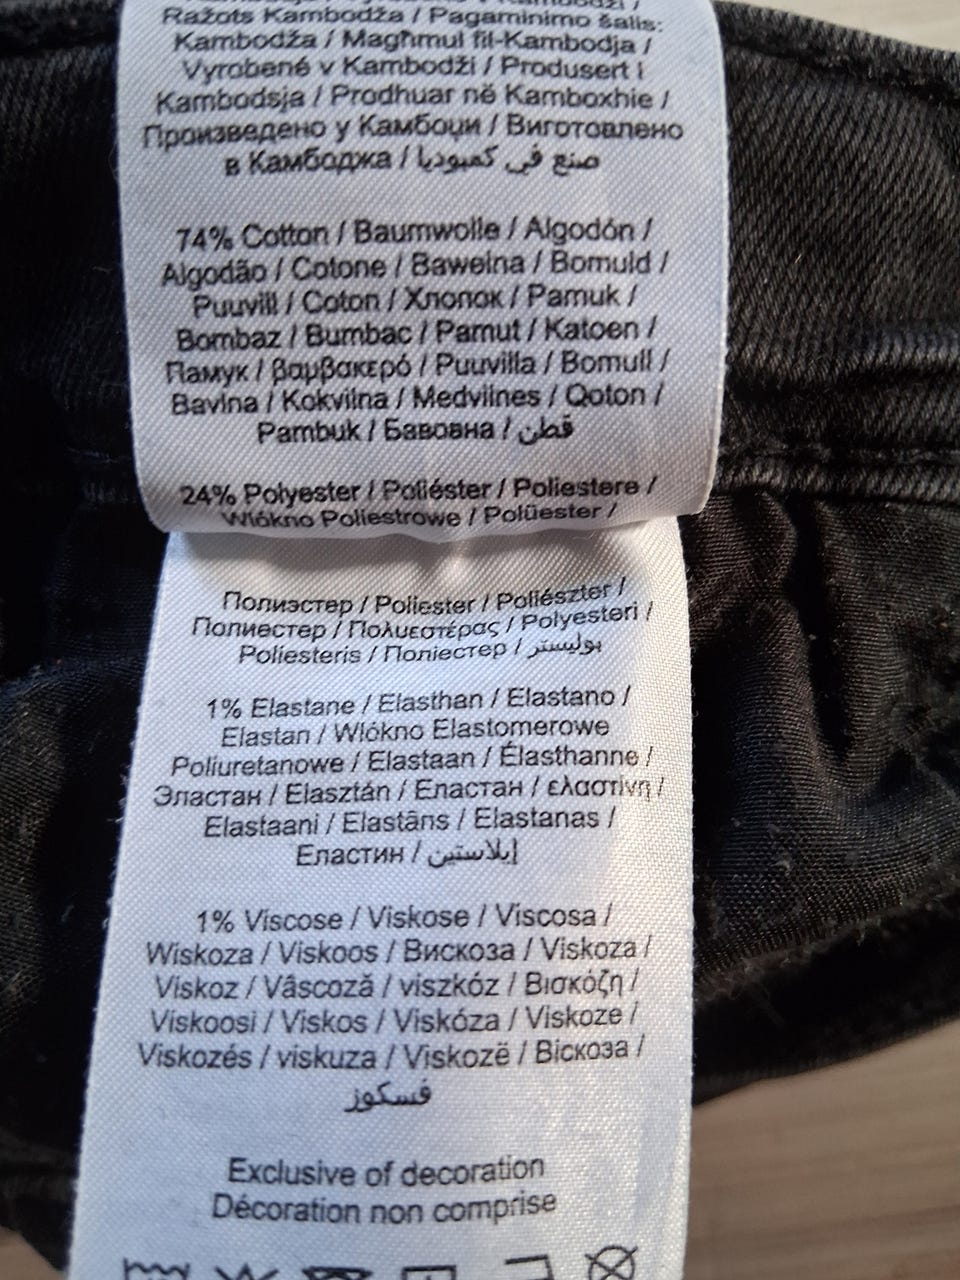 Ražots Kambodža / Pagaminimo šalis:
Kambodža / Magħmul fil-Kambodja /
Vyrobené v Kambodži / Produsert i
Kambodsja / Prodhuar në Kamboxhie /
Произведено у Камбоџи / Виготовлено
в Камбоджа / صنع في كمبوديا
74% Cotton / Baumwolle / Algodón /
Algodão / Cotone / Bawełna / Bomuld /
Puuvill / Coton / Хлопок / Pamuk /
Bombaž / Bumbac / Pamut / Katoen /
Памук / βαμβακερό / Puuvilla / Bomull /
Bavlna / Kokvilna / Medvilnės / Qoton /
Pambuk / Бавовна / قطن
24% Polyester / Poliéster / Poliestere /
Włókno Poliestrowe / Polüester /
Полиэстер / Poliester / Poliészter /
Полиестер / Πολυεστέρας / Polyesteri /
Poliesteris / Поліестер / بوليستر
1% Elastane / Elasthan / Elastano /
Elastan / Włókno Elastomerowe
Poliuretanowe / Elastaan / Élasthanne /
Эластан / Elasztán / Еластан / ελαστίνη /
Elastaani / Elastāns / Elastanas /
Еластин / إيلاستين
1% Viscose / Viskose / Viscosa /
Wiskoza / Viskoos / Вискоза / Viskoza /
Viskoz / Vâscoză / viszkóz / Βισκόζη /
Viskoosi / Viskos / Viskóza / Viskoze /
Viskozės / viskuza / Viskozë / Віскоза /
فسكوز
Exclusive of decoration
Décoration non comprise